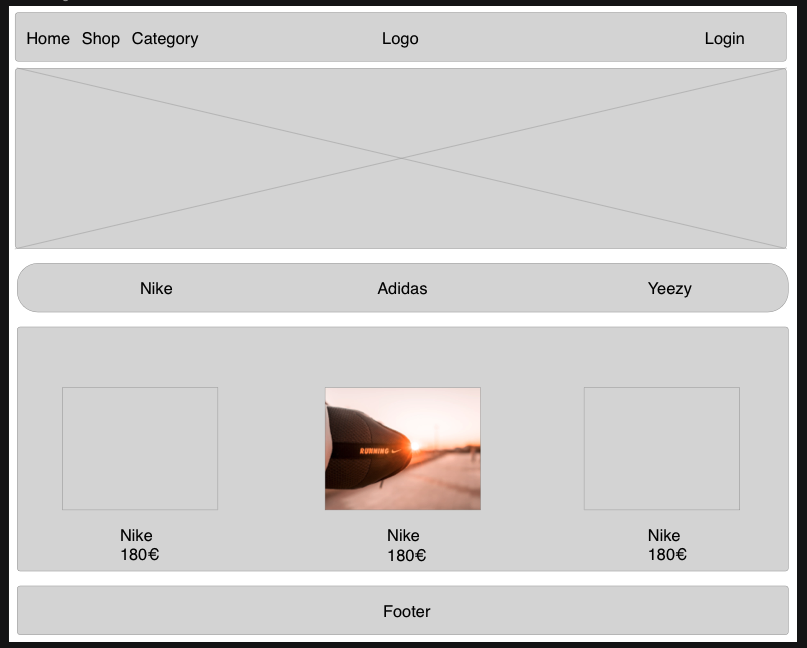 Home Shop Category Logo Login
Nike Adidas Yeezy
RUNNING
Nike Nike Nike
180€ 180€ 180€
Footer